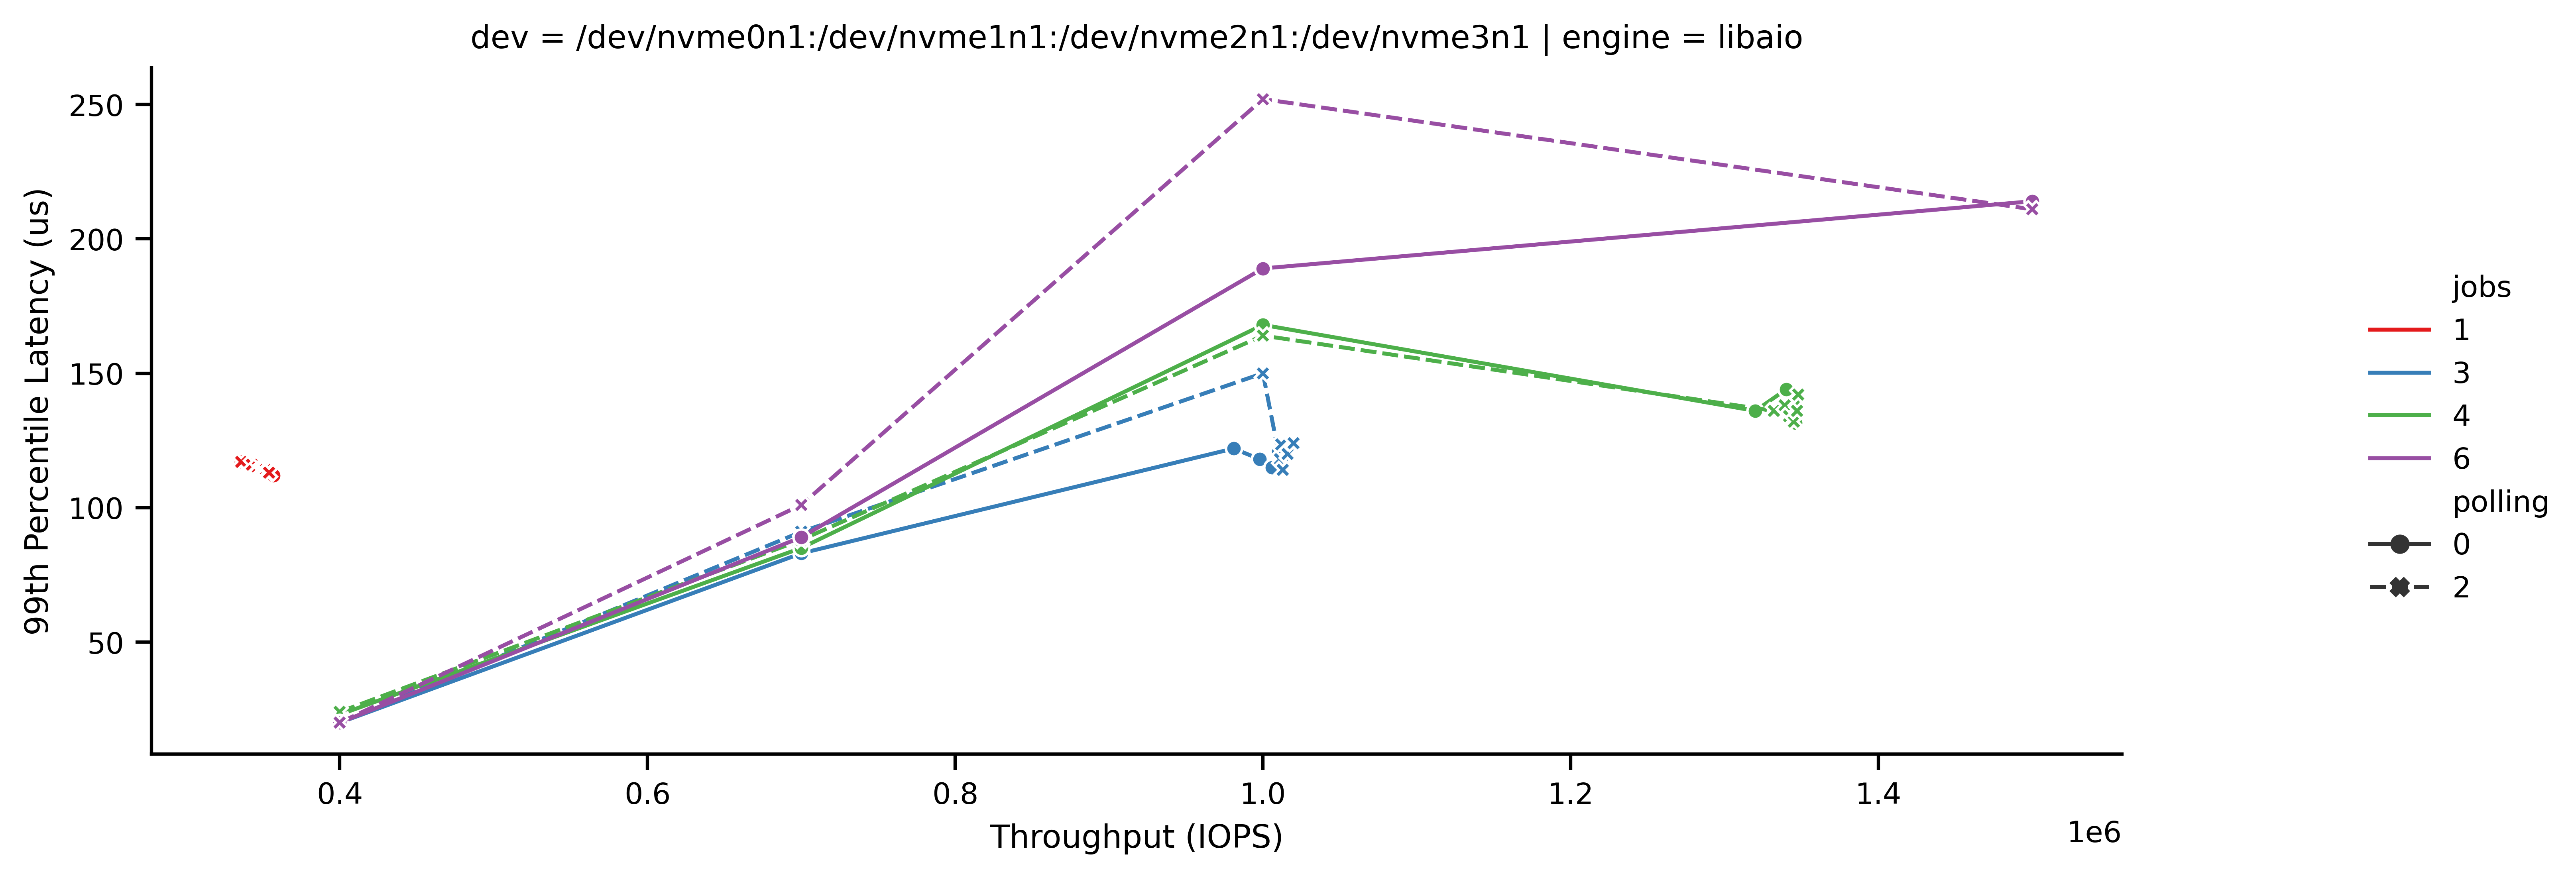 dev = /dev/nvme0n1:/dev/nvme1n1:/dev/nvme2n1:/dev/nvme3n1 | engine = libaio
99th Percentile Latency (us)
250
200
150
100
50
0.4 0.6 0.8 1.0 1.2 1.4
Throughput (IOPS)
1e6
jobs
1
3
4
6
polling
0
2